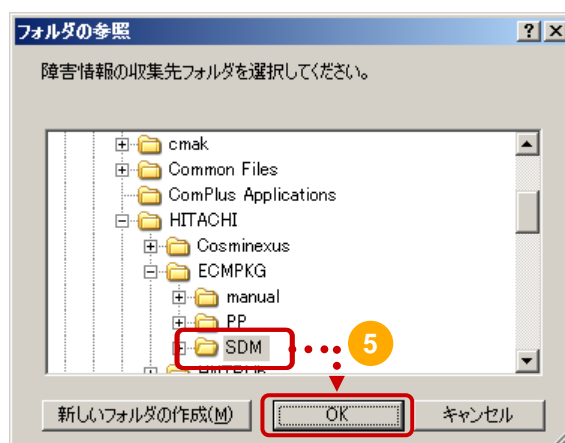 フォルダの参照
障害情報の収集先フォルダを選択してください。
cmak
Common Files
ComPlus Applications
HITACHI
Cosminexus
ECMPKG
manual
PP
SDM
5
新しいフォルダの作成(M)
OK
キャンセル